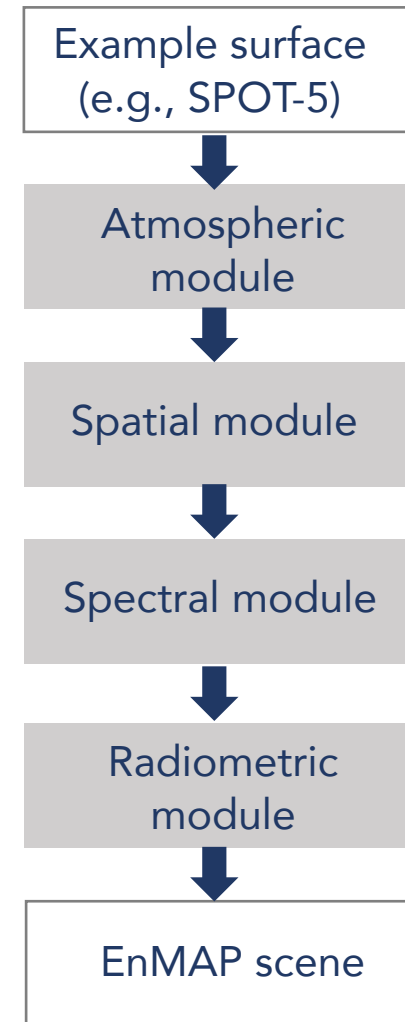 Example surface
(e.g., SPOT-5)
Atmospheric
module
Spatial module
Spectral module
Radiometric
module
EnMAP scene